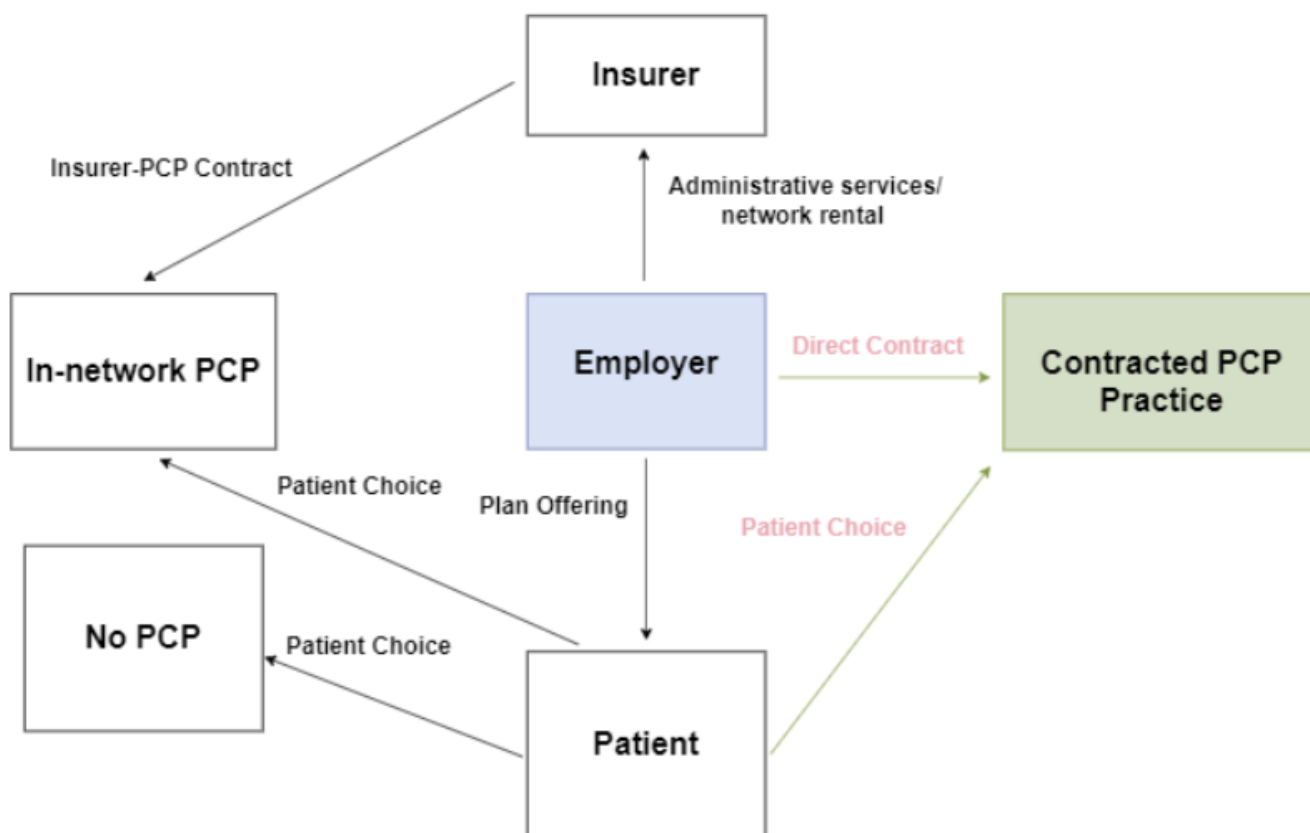 Insurer
Insurer-PCP Contract
Administrative services/
network rental
In-network PCP
Employer
Direct Contract
Contracted PCP
Practice
Patient Choice
Plan Offering
Patient Choice
No PCP
Patient Choice
Patient